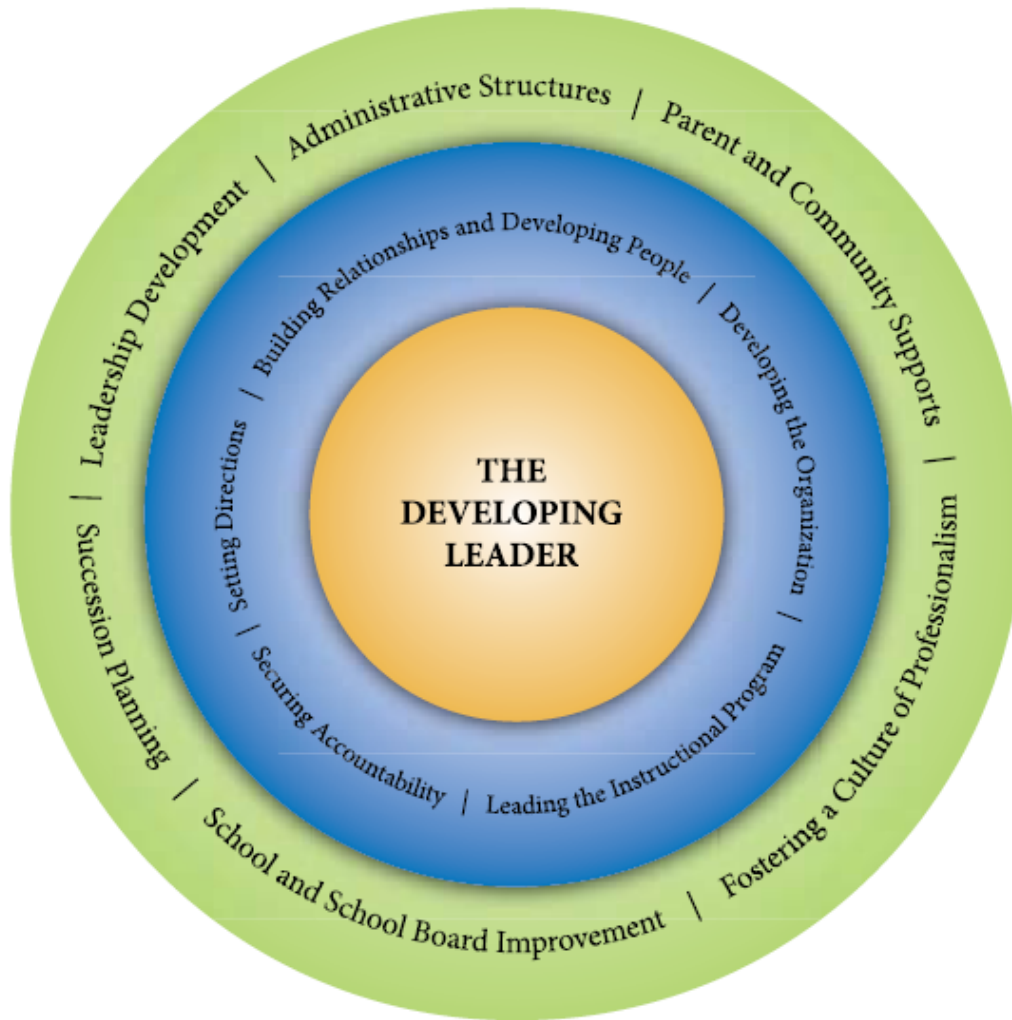 Leadership Development | Administrative Structures | Parent and Community Supports |
Fostering a Culture of Professionalism | School and School Board Improvement | Succession Planning |
Setting Directions | Building Relationships and Developing People | Developing the Organization |
Leading the Instructional Program | Securing Accountability |
THE
DEVELOPING
LEADER